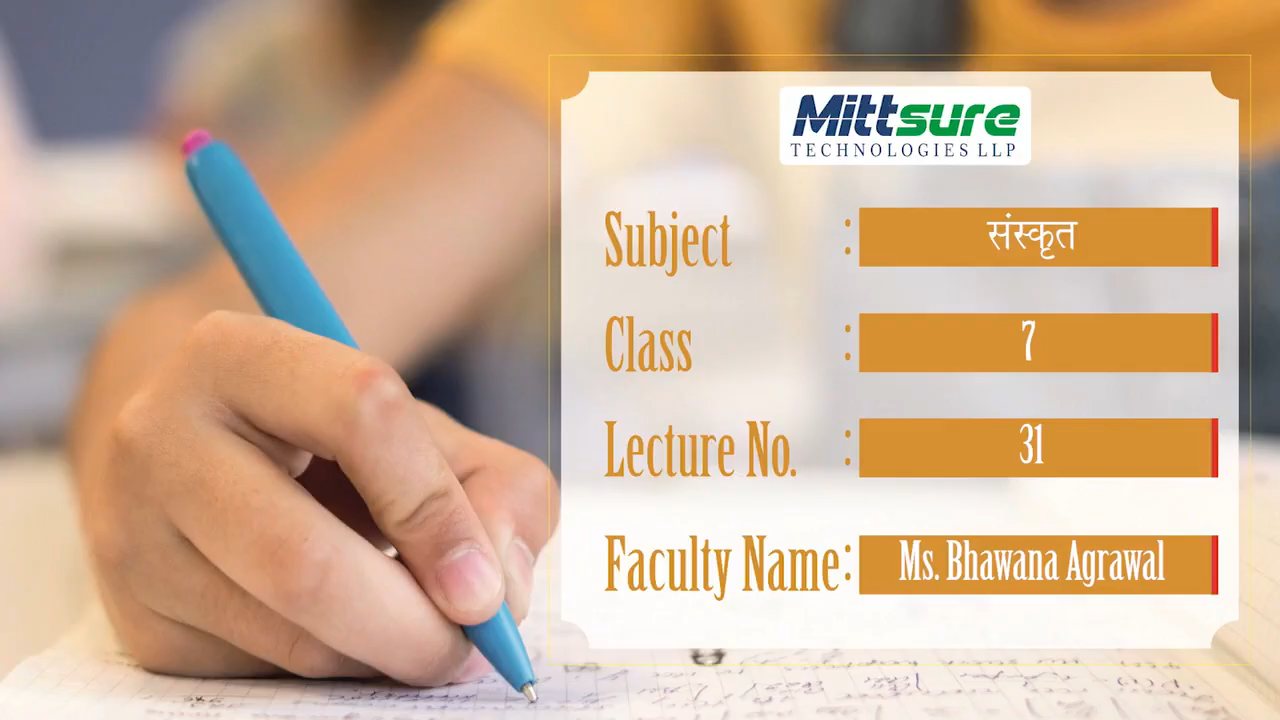 Mittsure
TECHNOLOGIES LLP
Subject : संस्कृत
Class : 7
Lecture No. : 31
Faculty Name : Ms. Bhawana Agrawal